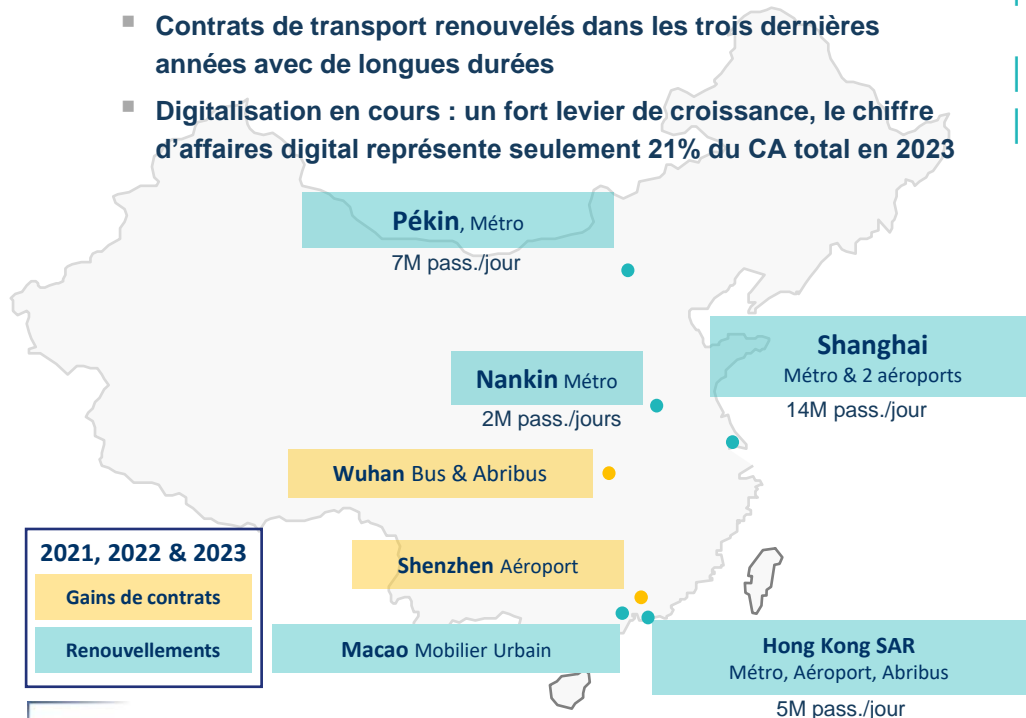 Contrats de transport renouvelés dans les trois dernières
années avec de longues durées
Digitalisation en cours : un fort levier de croissance, le chiffre
d’affaires digital représente seulement 21% du CA total en 2023
Pékin, Métro
7M pass./jour
Shanghai
Métro & 2 aéroports
14M pass./jour
Nankin Métro
2M pass./jours
Wuhan Bus & Abribus
2021, 2022 & 2023
Gains de contrats
Renouvellements
Shenzhen Aéroport
Macao Mobilier Urbain
Hong Kong SAR
Métro, Aéroport, Abribus
5M pass./jour